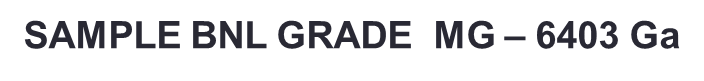 SAMPLE BNL GRADE MG – 6403 Ga